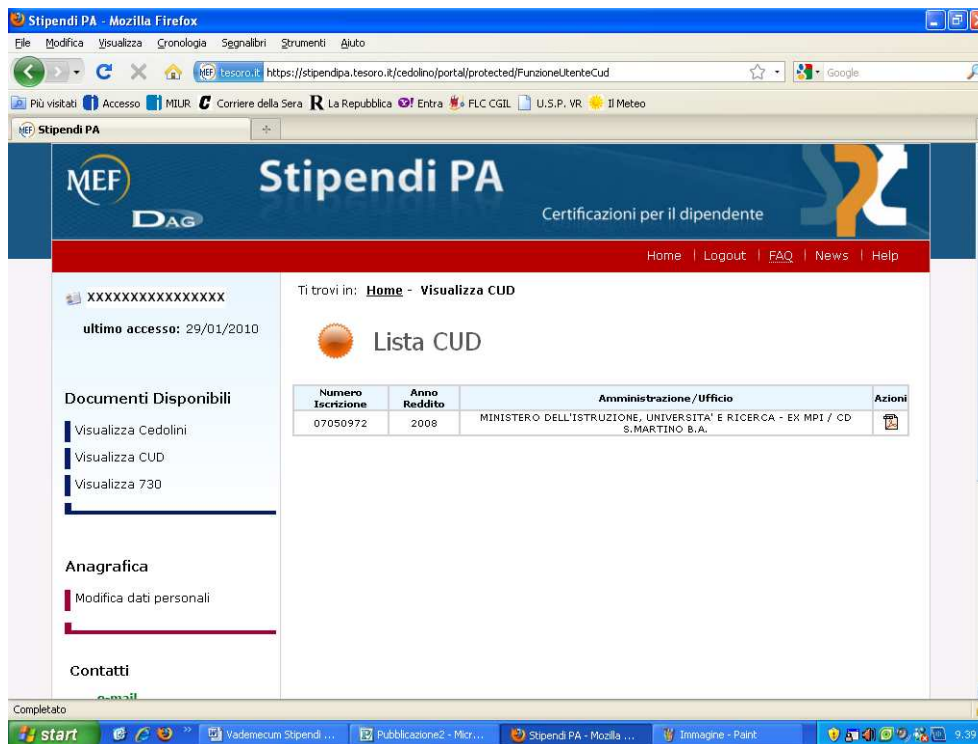 Stipendi PA - Mozilla Firefox
File Modifica Visualizza Cronologia Segnalibri Strumenti Aiuto
MEF tesoro.it https://stipendipa.tesoro.it/cedolino/portal/protected/FunzioneUtenteCud Google
Più visitati Accesso MIUR Corriere della Sera La Repubblica Entra FLC CGIL U.S.P. VR Il Meteo
MEF Stipendi PA
MEF
DAG
Stipendi PA
Certificazioni per il dipendente
Home | Logout | FAQ | News | Help
XXXXXXXXXXXXXXXX
ultimo accesso: 29/01/2010
Documenti Disponibili
Visualizza Cedolini
Visualizza CUD
Visualizza 730
Anagrafica
Modifica dati personali
Contatti
e-mail
Ti trovi in: Home - Visualizza CUD
Lista CUD
Numero Iscrizione Anno Reddito Amministrazione/Ufficio Azioni
07050972 2008 MINISTERO DELL'ISTRUZIONE, UNIVERSITA' E RICERCA - EX MPI / CD
S.MARTINO B.A.
Completato
start Vademecum Stipendi ... Pubblicazione2 - Micr... Stipendi PA - Mozilla ... Immagine - Paint